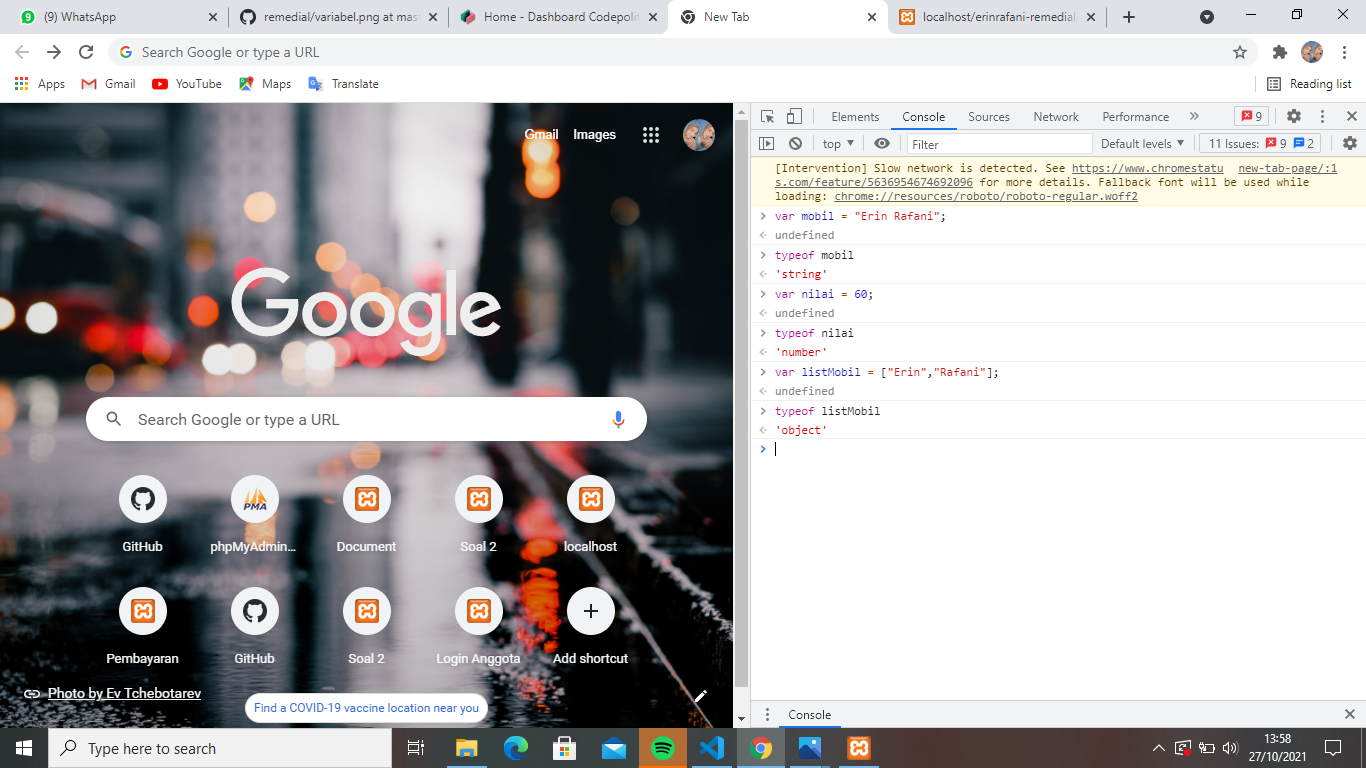 (9) WhatsApp
remedial/variabel.png at mas
Home - Dashboard Codepolit
New Tab
localhost/erinrafani-remedial
Search Google or type a URL
Apps
Gmail
YouTube
Maps
Translate
Reading list
Gmail Images
Google
Search Google or type a URL
GitHub
phpMyAdmin...
Document
Soal 2
localhost
Pembayaran
GitHub
Soal 2
Login Anggota
Add shortcut
Photo by Ev Tchebotarev
Find a COVID-19 vaccine location near you
Elements Console Sources Network Performance » 9
top Filter Default levels 11 Issues: 9 2
[Intervention] Slow network is detected. See https://www.chromestatu new-tab-page/:1
s.com/feature/5636954674692096 for more details. Fallback font will be used while
loading: chrome://resources/roboto/roboto-regular.woff2
var mobil = "Erin Rafani";
undefined
typeof mobil
'string'
var nilai = 60;
undefined
typeof nilai
'number'
var listMobil = ["Erin","Rafani"];
undefined
typeof listMobil
'object'
Console
Type here to search
13:58
27/10/2021